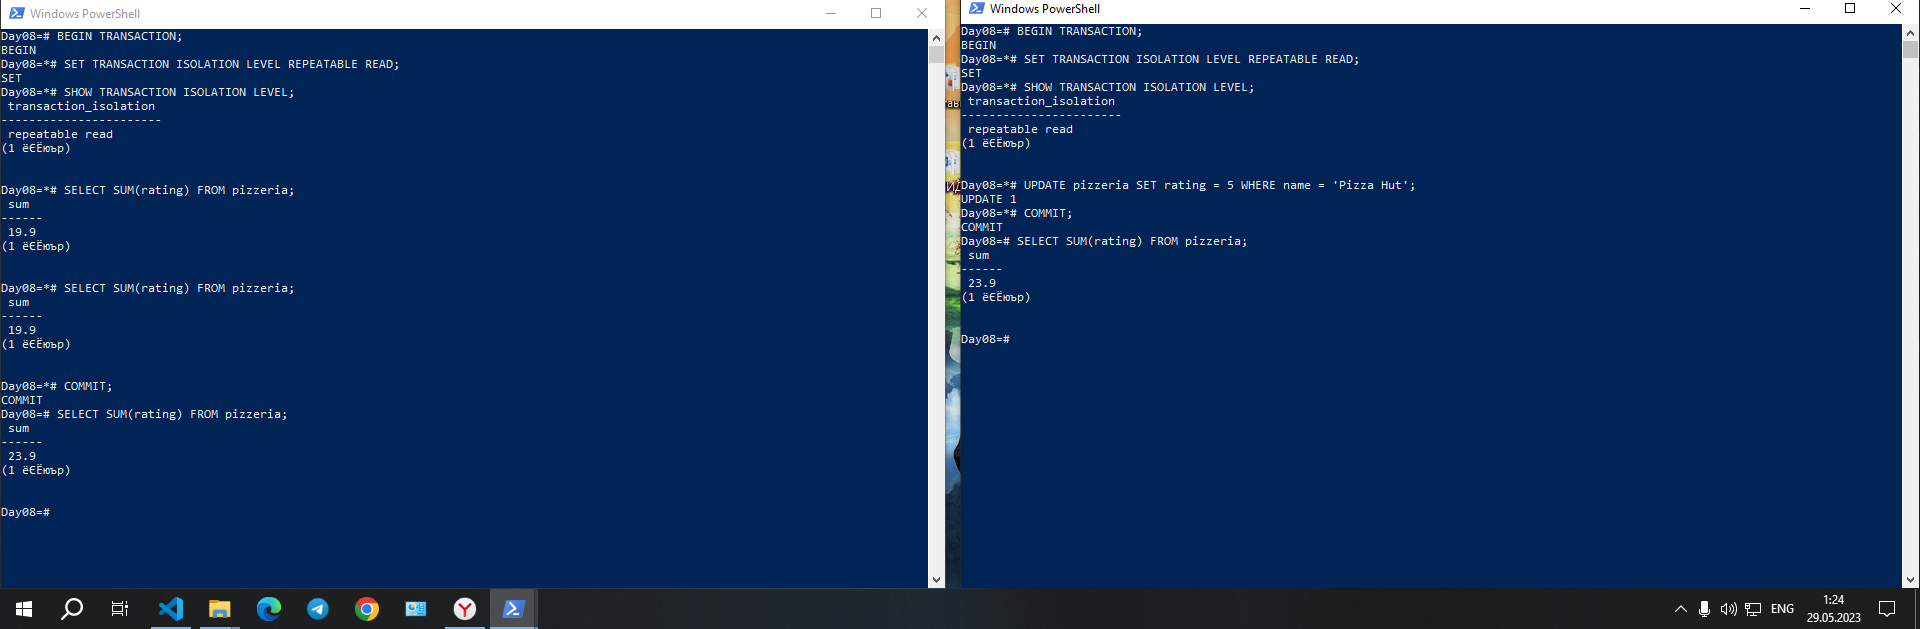 Windows PowerShell
Day08=# BEGIN TRANSACTION;
BEGIN
Day08=*# SET TRANSACTION ISOLATION LEVEL REPEATABLE READ;
SET
Day08=*# SHOW TRANSACTION ISOLATION LEVEL;
transaction_isolation
-----------------------
repeatable read
(1 ёЄЁюър)
Day08=*# SELECT SUM(rating) FROM pizzeria;
sum
------
19.9
(1 ёЄЁюър)
Day08=*# SELECT SUM(rating) FROM pizzeria;
sum
------
19.9
(1 ёЄЁюър)
Day08=*# COMMIT;
COMMIT
Day08=# SELECT SUM(rating) FROM pizzeria;
sum
------
23.9
(1 ёЄЁюър)
Day08=#
Windows PowerShell
Day08=# BEGIN TRANSACTION;
BEGIN
Day08=*# SET TRANSACTION ISOLATION LEVEL REPEATABLE READ;
SET
Day08=*# SHOW TRANSACTION ISOLATION LEVEL;
transaction_isolation
-----------------------
repeatable read
(1 ёЄЁюър)
Day08=*# UPDATE pizzeria SET rating = 5 WHERE name = 'Pizza Hut';
UPDATE 1
Day08=*# COMMIT;
COMMIT
Day08=# SELECT SUM(rating) FROM pizzeria;
sum
------
23.9
(1 ёЄЁюър)
Day08=#
ENG
1:24
29.05.2023